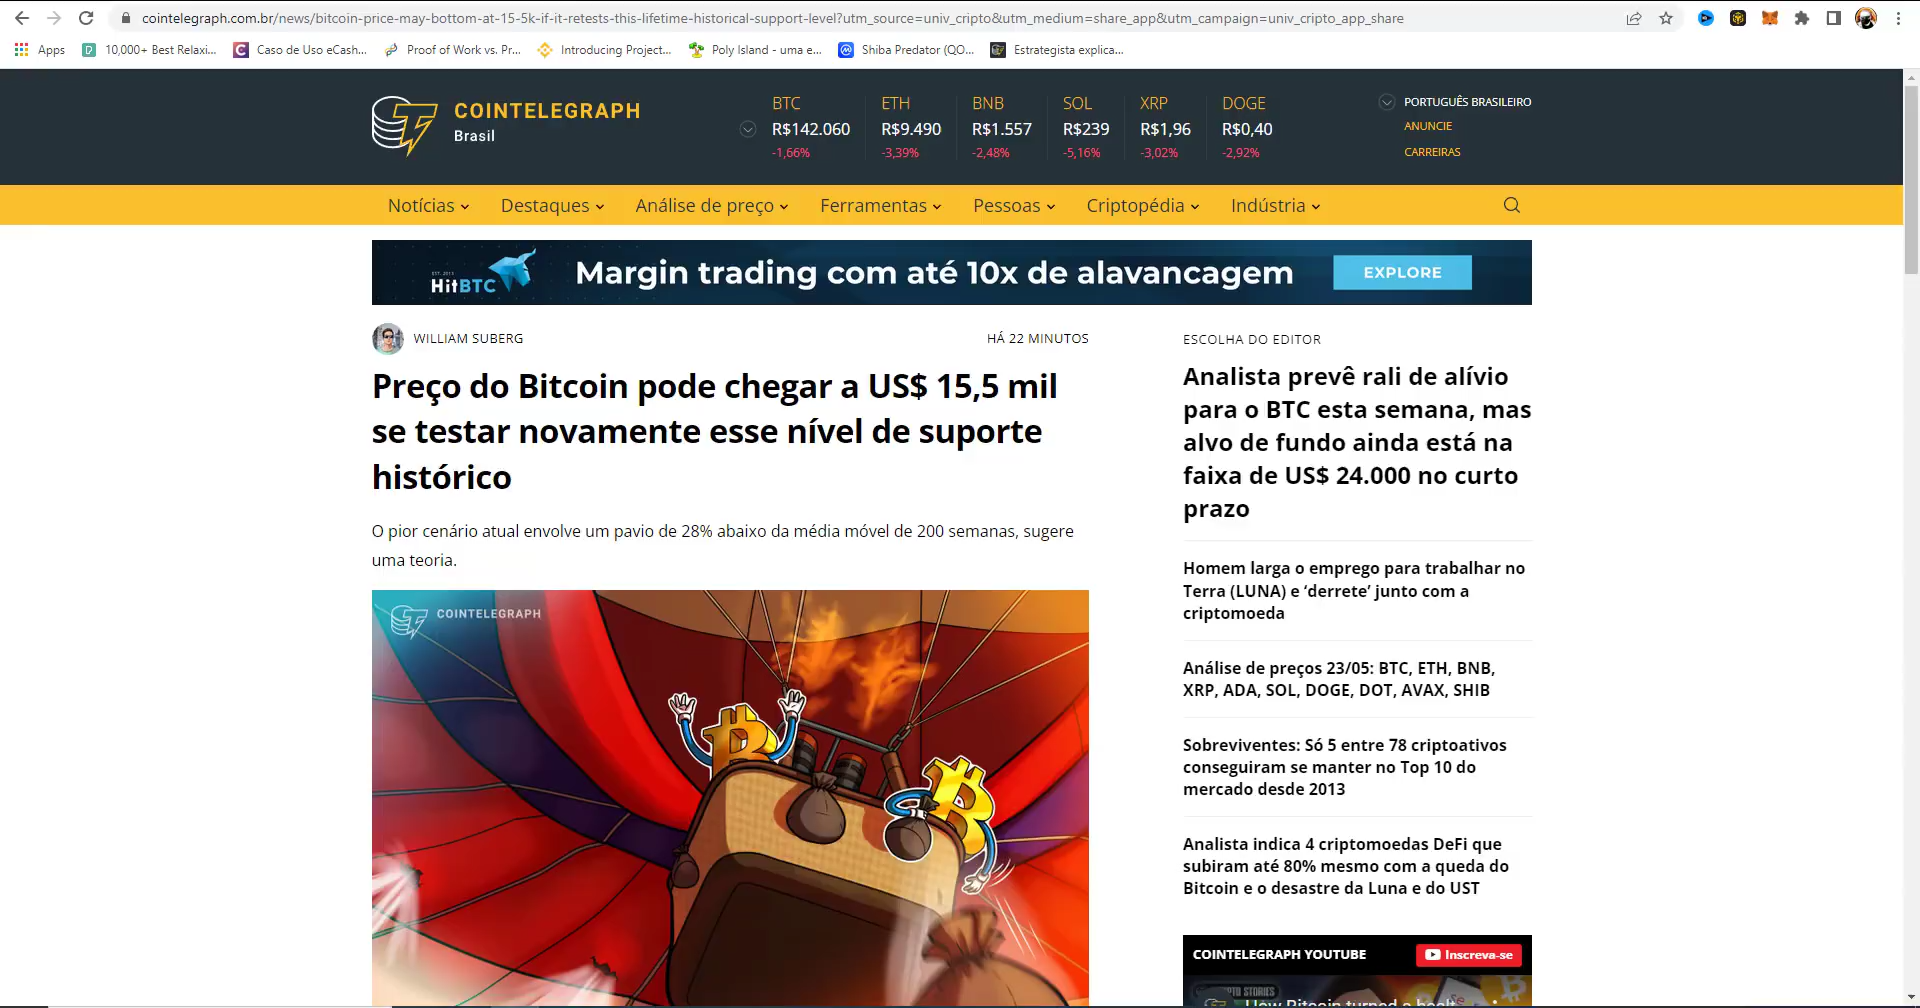 cointelegraph.com.br/news/bitcoin-price-may-bottom-at-15-5k-if-it-retests-this-lifetime-historical-support-level?utm_source=univ_cripto&utm_medium=share_app&utm_campaign=univ_cripto_app_share
Apps 10,000+ Best Relaxi... Caso de Uso eCash... Proof of Work vs. Pr... Introducing Project... Poly Island - uma e... Shiba Predator (QO... Estrategista explica...
COINTELEGRAPH
Brasil
BTC
R$142.060
-1,66%
ETH
R$9.490
-3,39%
BNB
R$1.557
-2,48%
SOL
R$239
-5,16%
XRP
R$1,96
-3,02%
DOGE
R$0,40
-2,92%
PORTUGUÊS BRASILEIRO
ANUNCIE
CARREIRAS
Notícias Destaques Análise de preço Ferramentas Pessoas Criptopédia Indústria
EST. 2013
HitBTC
Margin trading com até 10x de alavancagem
EXPLORE
WILLIAM SUBERG
HÁ 22 MINUTOS
Preço do Bitcoin pode chegar a US$ 15,5 mil
se testar novamente esse nível de suporte
histórico
O pior cenário atual envolve um pavio de 28% abaixo da média móvel de 200 semanas, sugere
uma teoria.
COINTELEGRAPH
ESCOLHA DO EDITOR
Analista prevê rali de alívio
para o BTC esta semana, mas
alvo de fundo ainda está na
faixa de US$ 24.000 no curto
prazo
Homem larga o emprego para trabalhar no
Terra (LUNA) e ‘derrete’ junto com a
criptomoeda
Análise de preços 23/05: BTC, ETH, BNB,
XRP, ADA, SOL, DOGE, DOT, AVAX, SHIB
Sobreviventes: Só 5 entre 78 criptoativos
conseguiram se manter no Top 10 do
mercado desde 2013
Analista indica 4 criptomoedas DeFi que
subiram até 80% mesmo com a queda do
Bitcoin e o desastre da Luna e do UST
COINTELEGRAPH YOUTUBE
Inscreva-se
CRYPTO STORIES
How Bitcoin turned a